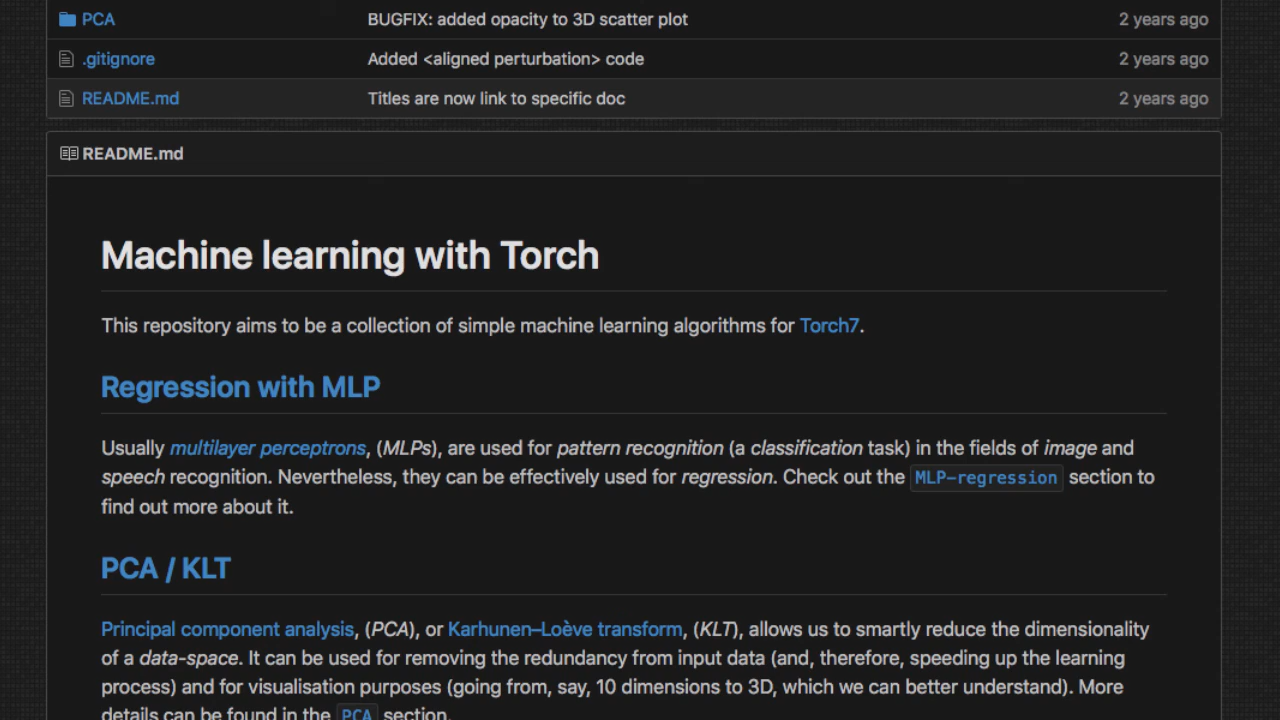 PCA BUGFIX: added opacity to 3D scatter plot 2 years ago
.gitignore Added <aligned perturbation> code 2 years ago
README.md Titles are now link to specific doc 2 years ago
README.md
Machine learning with Torch
This repository aims to be a collection of simple machine learning algorithms for Torch7.
Regression with MLP
Usually multilayer perceptrons, (MLPs), are used for pattern recognition (a classification task) in the fields of image and
speech recognition. Nevertheless, they can be effectively used for regression. Check out the MLP-regression section to
find out more about it.
PCA / KLT
Principal component analysis, (PCA), or Karhunen–Loève transform, (KLT), allows us to smartly reduce the dimensionality
of a data-space. It can be used for removing the redundancy from input data (and, therefore, speeding up the learning
process) and for visualisation purposes (going from, say, 10 dimensions to 3D, which we can better understand). More
details can be found in the PCA section.